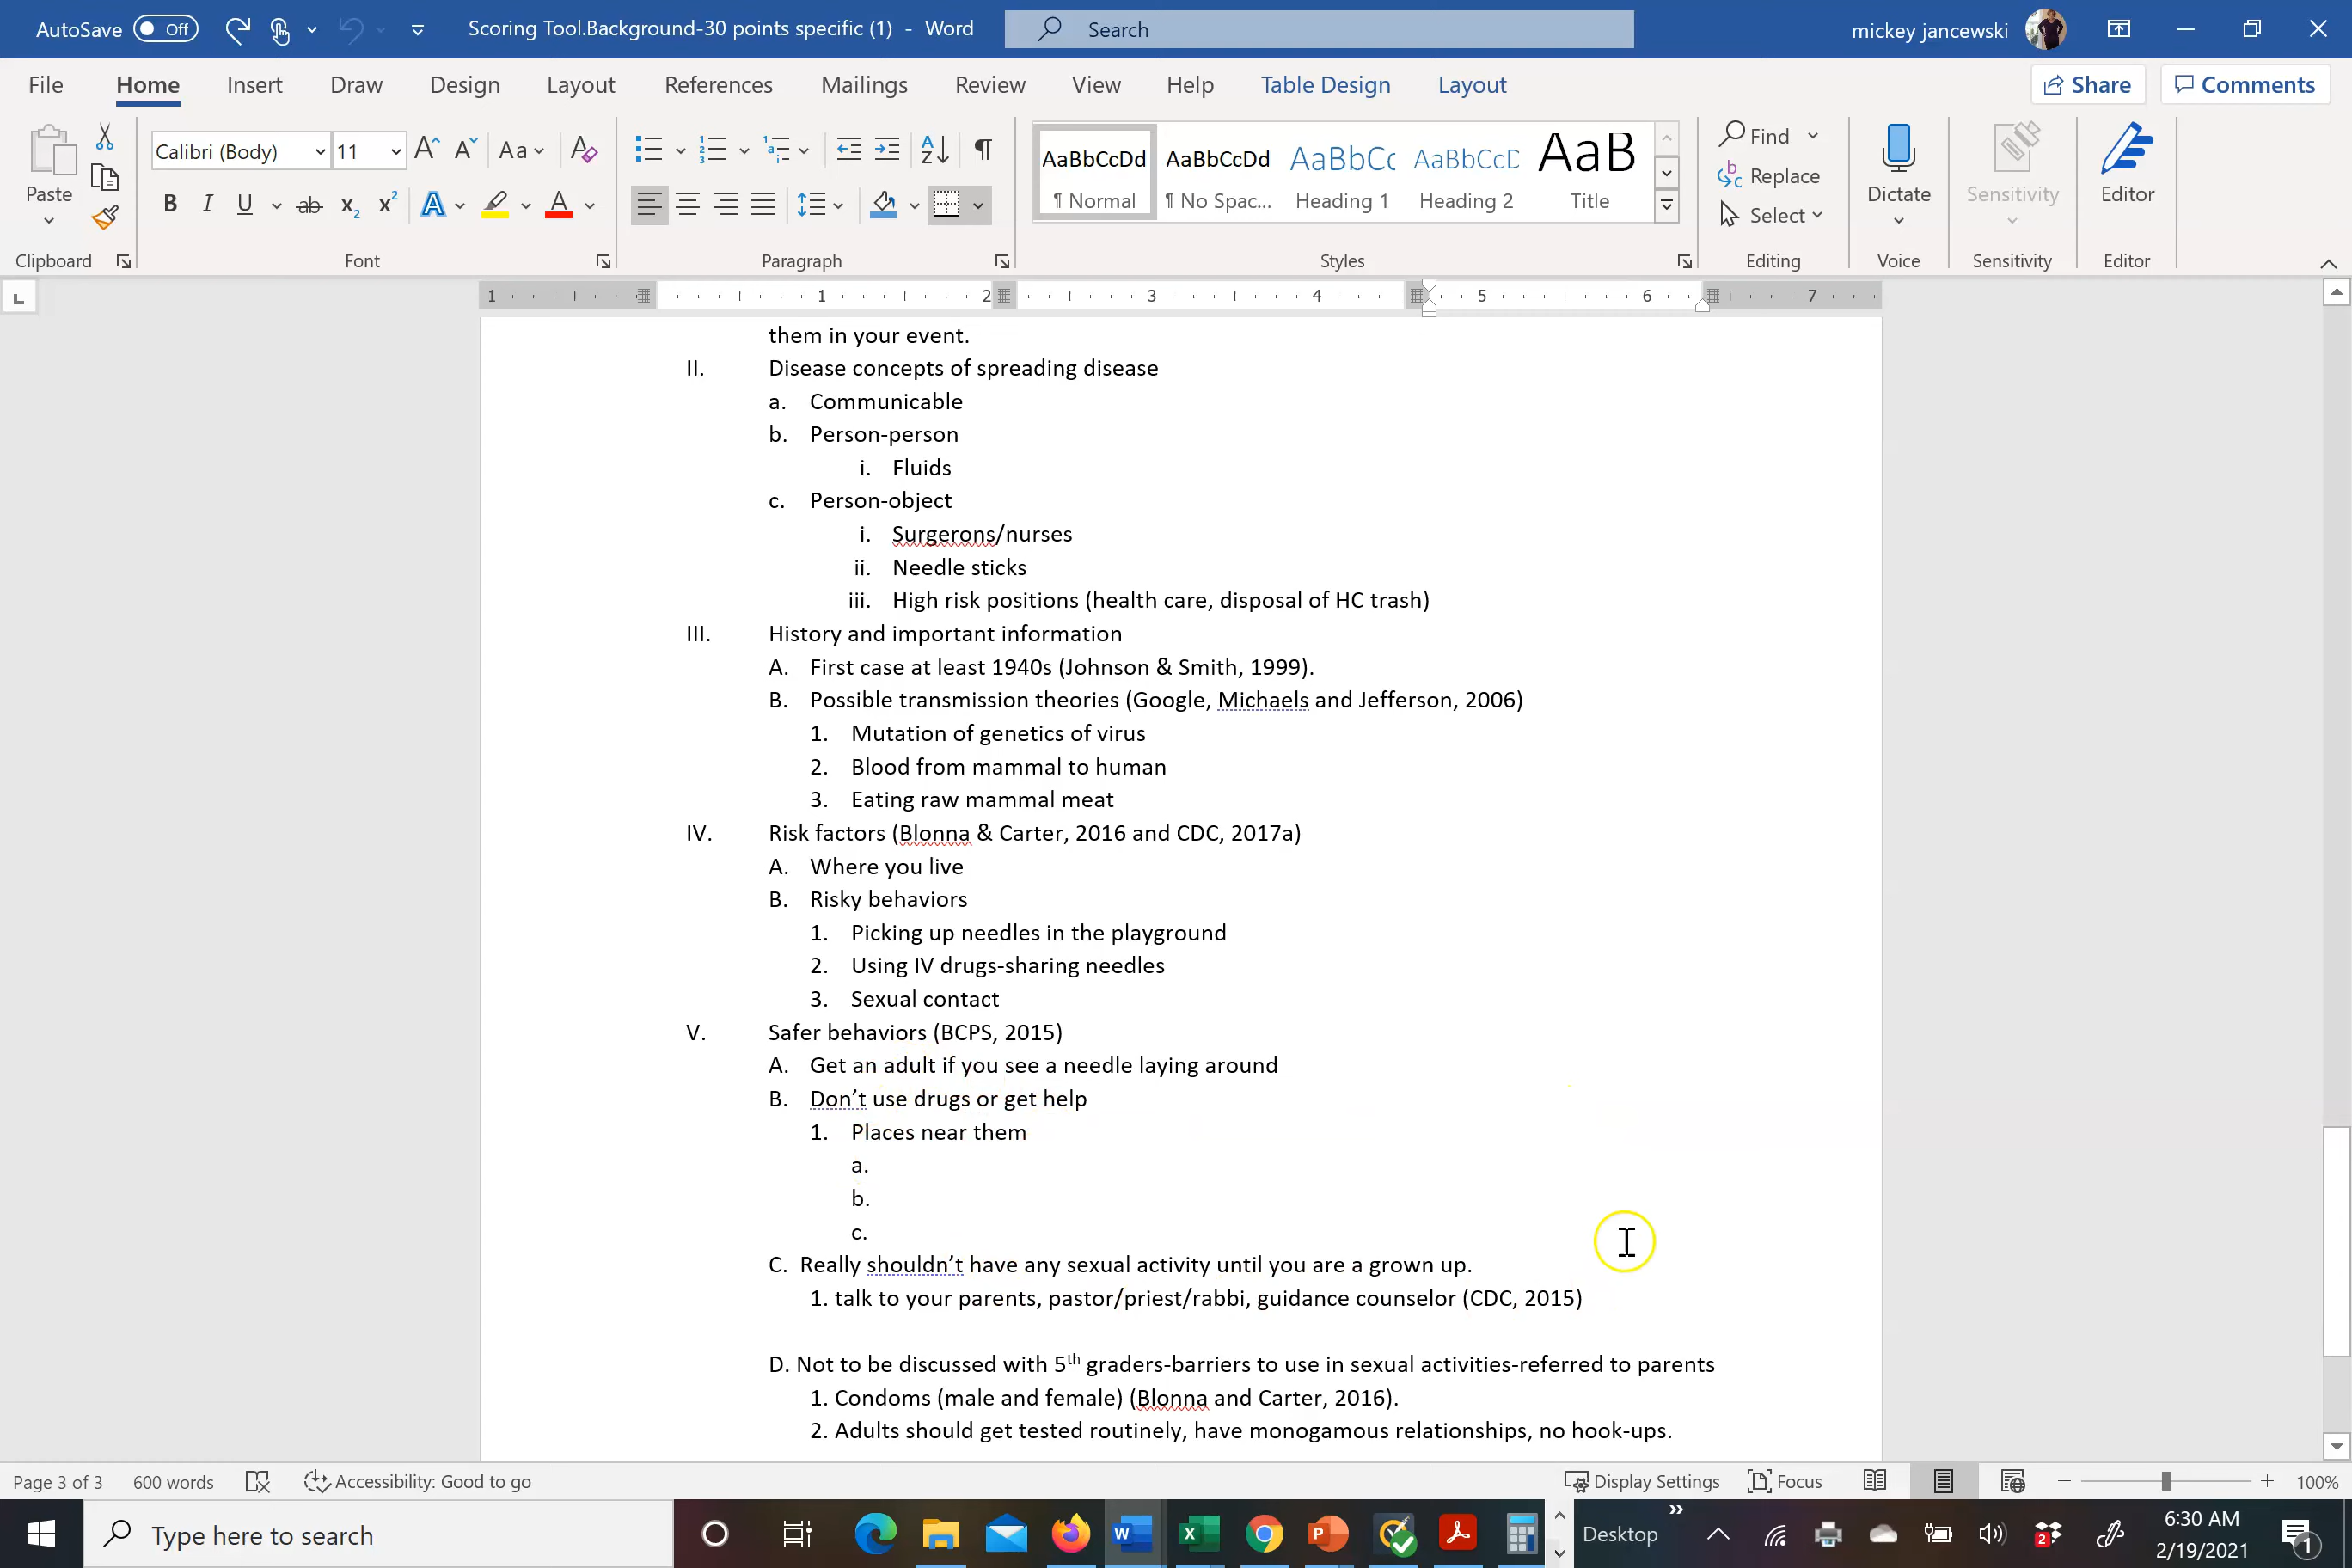 AutoSave Off Scoring Tool.Background-30 points specific (1) - Word Search mickey jancewski
File Home Insert Draw Design Layout References Mailings Review View Help Table Design Layout Share Comments
Paste
Clipboard
Calibri (Body) 11
Font
Paragraph
AaBbCcDd AaBbCcDd AaBbCc AaBbCcD AaB
¶ Normal ¶ No Spac... Heading 1 Heading 2 Title
Styles
Find
Replace
Select
Editing
Dictate
Voice
Sensitivity
Sensitivity
Editor
Editor
1 1 2 3 4 5 6 7
them in your event.
II. Disease concepts of spreading disease
a. Communicable
b. Person-person
i. Fluids
c. Person-object
i. Surgerons/nurses
ii. Needle sticks
iii. High risk positions (health care, disposal of HC trash)
III. History and important information
A. First case at least 1940s (Johnson & Smith, 1999).
B. Possible transmission theories (Google, Michaels and Jefferson, 2006)
1. Mutation of genetics of virus
2. Blood from mammal to human
3. Eating raw mammal meat
IV. Risk factors (Blonna & Carter, 2016 and CDC, 2017a)
A. Where you live
B. Risky behaviors
1. Picking up needles in the playground
2. Using IV drugs-sharing needles
3. Sexual contact
V. Safer behaviors (BCPS, 2015)
A. Get an adult if you see a needle laying around
B. Don't use drugs or get help
1. Places near them
a.
b.
c.
C. Really shouldn't have any sexual activity until you are a grown up.
1. talk to your parents, pastor/priest/rabbi, guidance counselor (CDC, 2015)
D. Not to be discussed with 5th graders-barriers to use in sexual activities-referred to parents
1. Condoms (male and female) (Blonna and Carter, 2016).
2. Adults should get tested routinely, have monogamous relationships, no hook-ups.
Page 3 of 3 600 words Accessibility: Good to go Display Settings Focus 100%
Type here to search Desktop 6:30 AM
2/19/2021